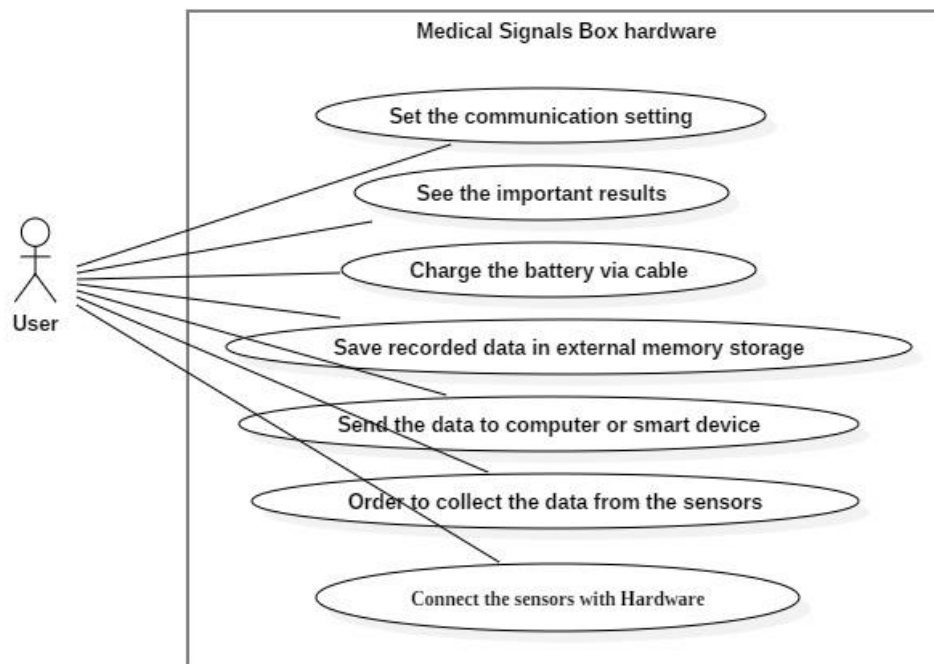 Medical Signals Box hardware
Set the communication setting
See the important results
Charge the battery via cable
User
Save recorded data in external memory storage
Send the data to computer or smart device
Order to collect the data from the sensors
Connect the sensors with Hardware